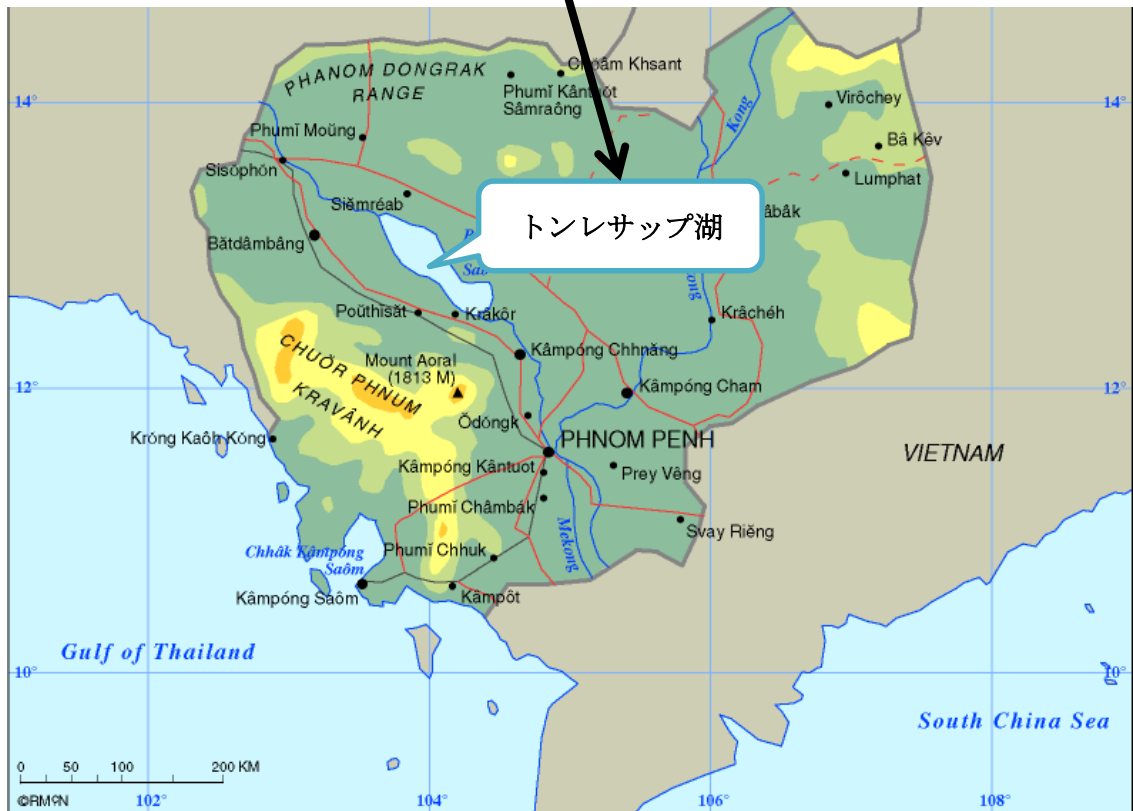 PHANOM DONGRAK
RANGE
Chŏâm Khsant
Phumĭ Kântuŏt
Sâmraông
14°
14°
Kong
Virôchey
Phumĭ Moŭng
Bâ Kêv
Sisŏphŏn
Lumphat
Siĕmréab
トンレサップ湖
Bătdâmbâng
Poŭthĭsăt
Krâkôr
Krâchéh
Kâmpóng Chhnăng
CHUŎR PHNUM
KRAVÂNH
Mount Aoral
(1813 M)
12°
Kâmpóng Cham
12°
Ŏdôngk
Krŏng Kaôh Kŏng
PHNOM PENH
VIETNAM
Kâmpóng Kântuot
Prey Vêng
Phumĭ Châmbák
Mekong
Svay Riĕng
Chhâk Kâmpóng
Saôm
Phumĭ Chhuk
Kâmpóng Saôm
Kâmpôt
Gulf of Thailand
10°
10°
South China Sea
0 50 100 200 KM
102°
104°
106°
108°